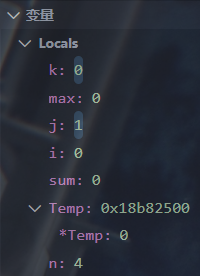 变量
Locals
k: 0
max: 0
j: 1
i: 0
sum: 0
Temp: 0x18b82500
*Temp: 0
n: 4